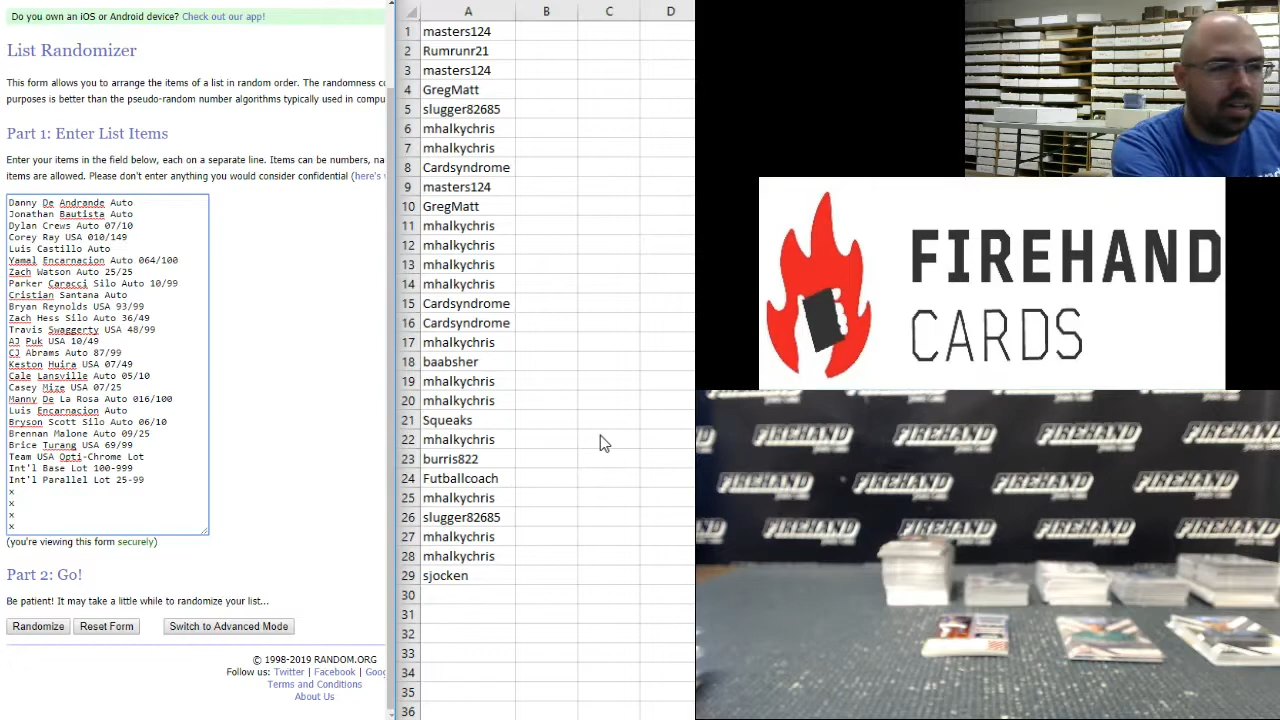 Do you own an iOS or Android device? Check out our app!
List Randomizer
This form allows you to arrange the items of a list in random order. The randomness
purposes is better than the pseudo-random number algorithms typically used in
Part 1: Enter List Items
Enter your items in the field below, each on a separate line. Items can be numbers,
items are allowed. Please don't enter anything you would consider confidential (here's
Danny De Andrande Auto
Jonathan Bautista Auto
Dylan Crews Auto 07/10
Corey Ray USA 010/149
Luis Castillo Auto
Yamal Encarnacion Auto 064/100
Zach Watson Auto 25/25
Parker Caracci Silo Auto 10/99
Cristian Santana Auto
Bryan Reynolds USA 93/99
Zach Hess Silo Auto 36/49
Travis Swaggerty USA 48/99
AJ Puk USA 10/49
CJ Abrams Auto 87/99
Keston Huira USA 07/49
Cale Lansville Auto 05/10
Casey Mize USA 07/25
Manny De La Rosa Auto 016/100
Luis Encarnacion Auto
Bryson Scott Silo Auto 06/10
Brennan Malone Auto 09/25
Brice Turang USA 69/99
Team USA Opti-Chrome Lot
Int'l Base Lot 100-999
Int'l Parallel Lot 25-99
x
x
x
x
(you're viewing this form securely)
Part 2: Go!
Be patient! It may take a little while to randomize your list...
Randomize Reset Form Switch to Advanced Mode
© 1998-2019 RANDOM.ORG
Follow us: Twitter | Facebook |
Terms and Conditions
About Us
A B C D
1 masters124
2 Rumrunr21
3 masters124
4 GregMatt
5 slugger82685
6 mhalkychris
7 mhalkychris
8 Cardsyndrome
9 masters124
10 GregMatt
11 mhalkychris
12 mhalkychris
13 mhalkychris
14 mhalkychris
15 Cardsyndrome
16 Cardsyndrome
17 mhalkychris
18 baabsher
19 mhalkychris
20 mhalkychris
21 Squeaks
22 mhalkychris
23 burris822
24 Futballcoach
25 mhalkychris
26 slugger82685
27 mhalkychris
28 mhalkychris
29 sjocken
30
31
32
33
34
35
36
FIREHAND
CARDS
FIREHAND FIREHAND FIREHAND FIREHAND
FIREHAND FIREHAND FIREHAND
FIREHAND FIREHAND FIREHAND FIREHAND